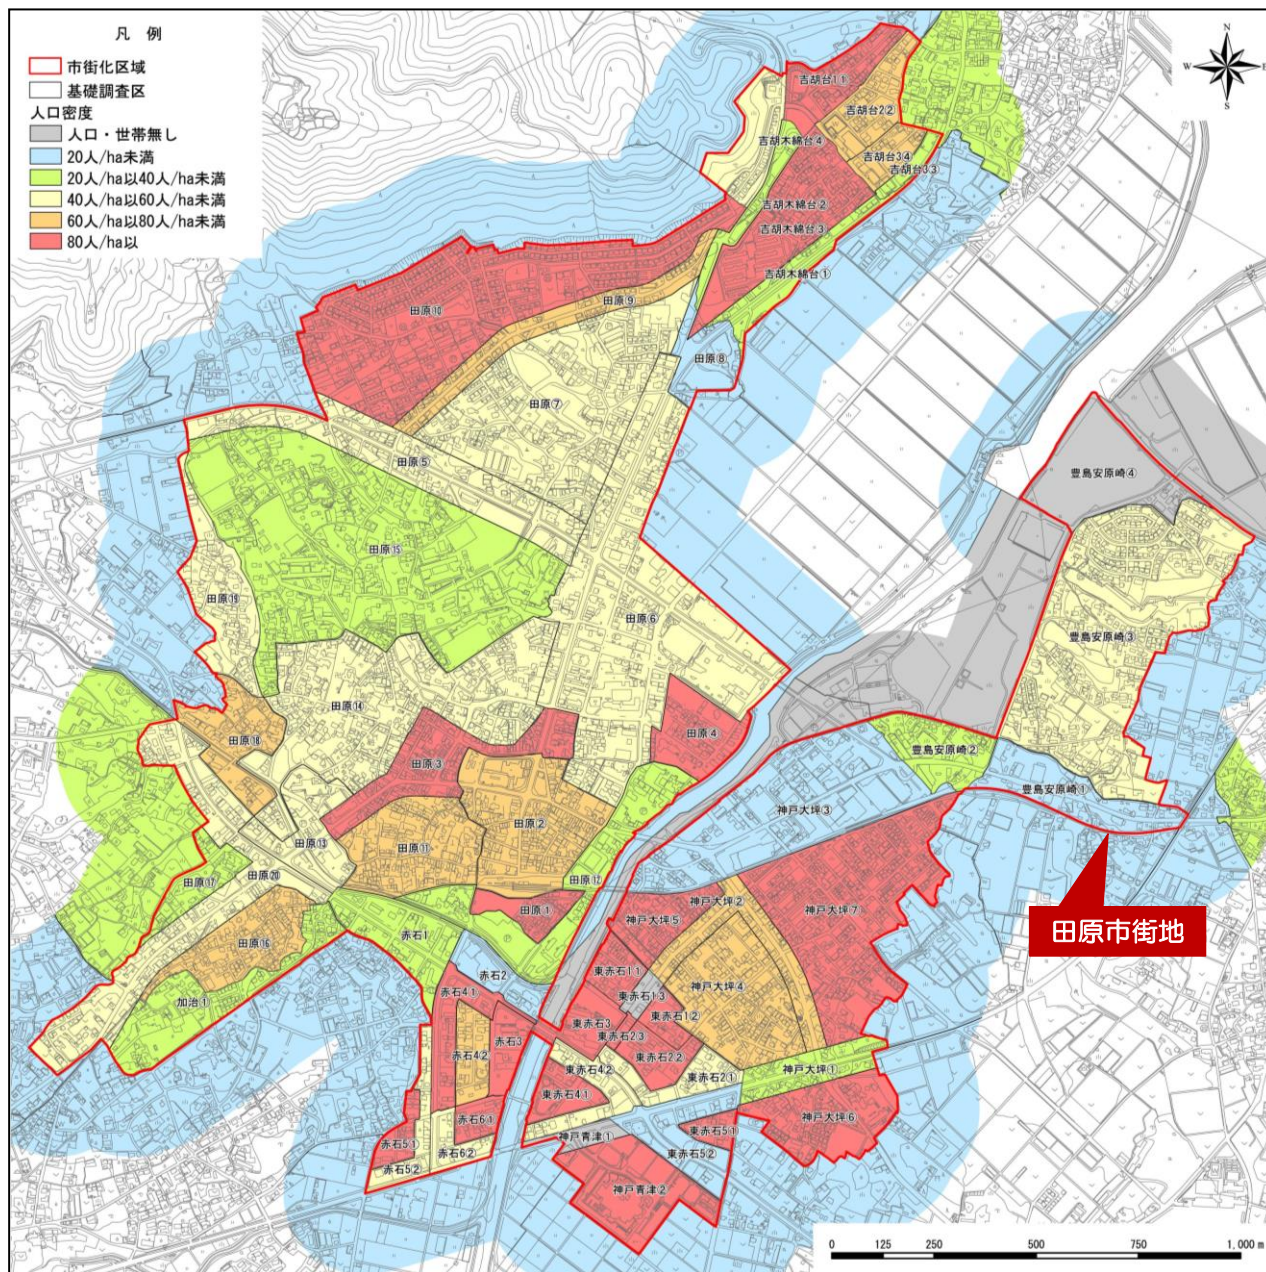 凡 例
市街化区域
基礎調査区
人口密度
人口・世帯無し
20人/ha未満
20人/ha以40人/ha未満
40人/ha以60人/ha未満
60人/ha以80人/ha未満
80人/ha以
N
W E
S
吉胡台1①
吉胡台2②
吉胡木綿台④
吉胡台3④
吉胡台3③
吉胡木綿台②
吉胡木綿台③
吉胡木綿台①
田原⑨
田原⑩
田原⑧
田原⑦
田原⑤
豊島安原崎④
田原⑮
田原⑲
田原⑥
豊島安原崎③
田原⑭
田原④
田原⑱
豊島安原崎②
田原③
豊島安原崎①
神戸大坪③
田原②
田原⑬
田原⑪
田原⑳
田原⑰
田原⑫
神戸大坪②
田原①
神戸大坪⑤
神戸大坪⑦
田原市街地
赤石1
田原⑯
東赤石1①
赤石2
神戸大坪④
赤石4①
東赤石1③
加治①
東赤石1②
東赤石3
赤石3
東赤石2③
赤石4②
東赤石2②
東赤石4②
東赤石2①
神戸大坪①
東赤石4①
赤石6①
神戸大坪⑥
東赤石5①
赤石5①
神戸青津①
赤石6②
東赤石5②
赤石5②
神戸青津②
0 125 250 500 750 1,000 m